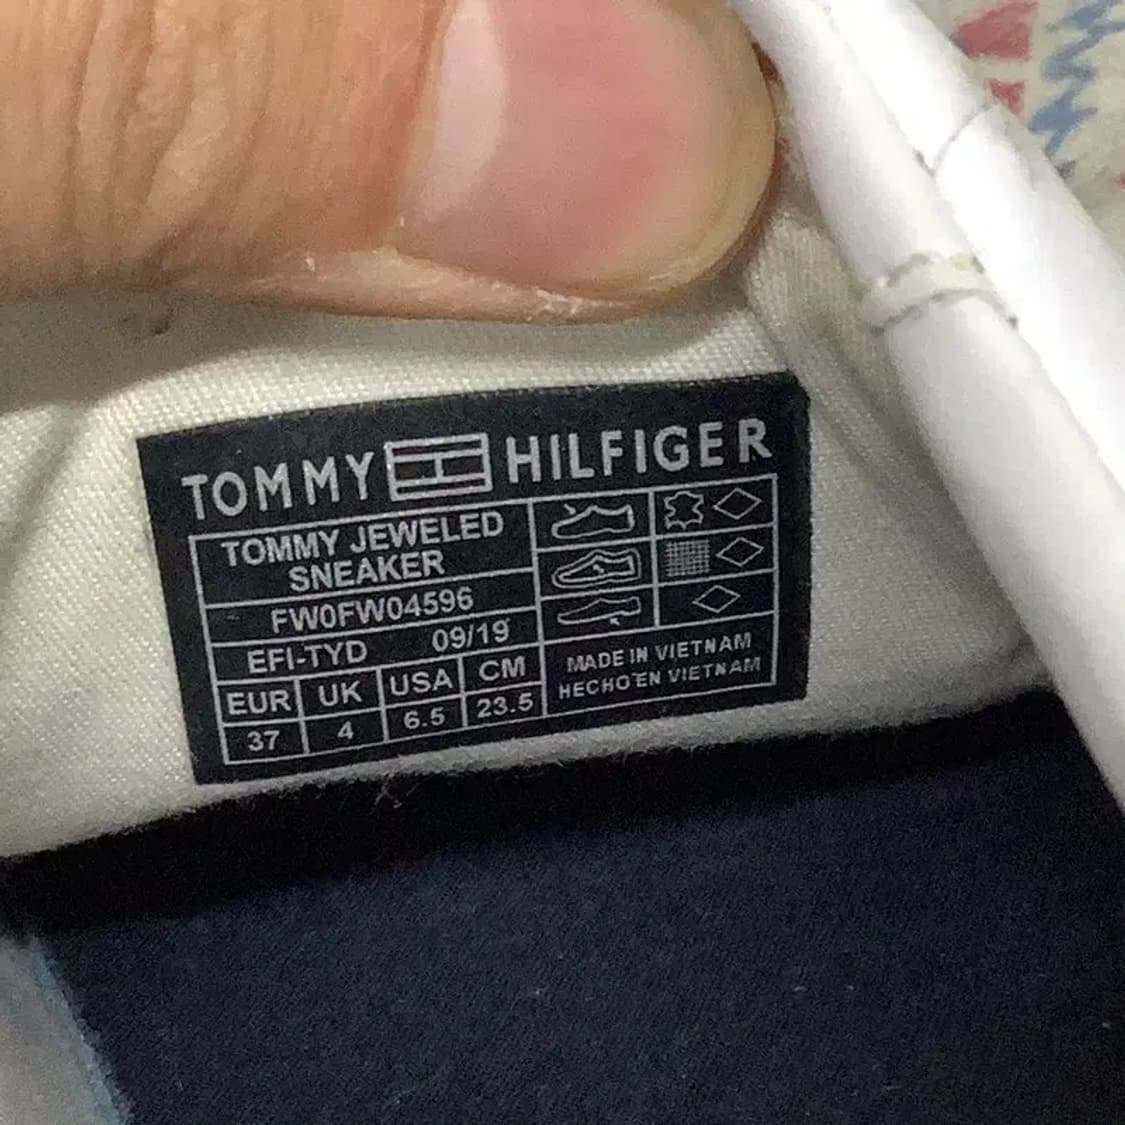 TOMMY HILFIGER
TOMMY JEWELED
SNEAKER
FW0FW04596
EFI-TYD 09/19
EUR UK USA CM
37 4 6.5 23.5
MADE IN VIETNAM
HECHO EN VIETNAM